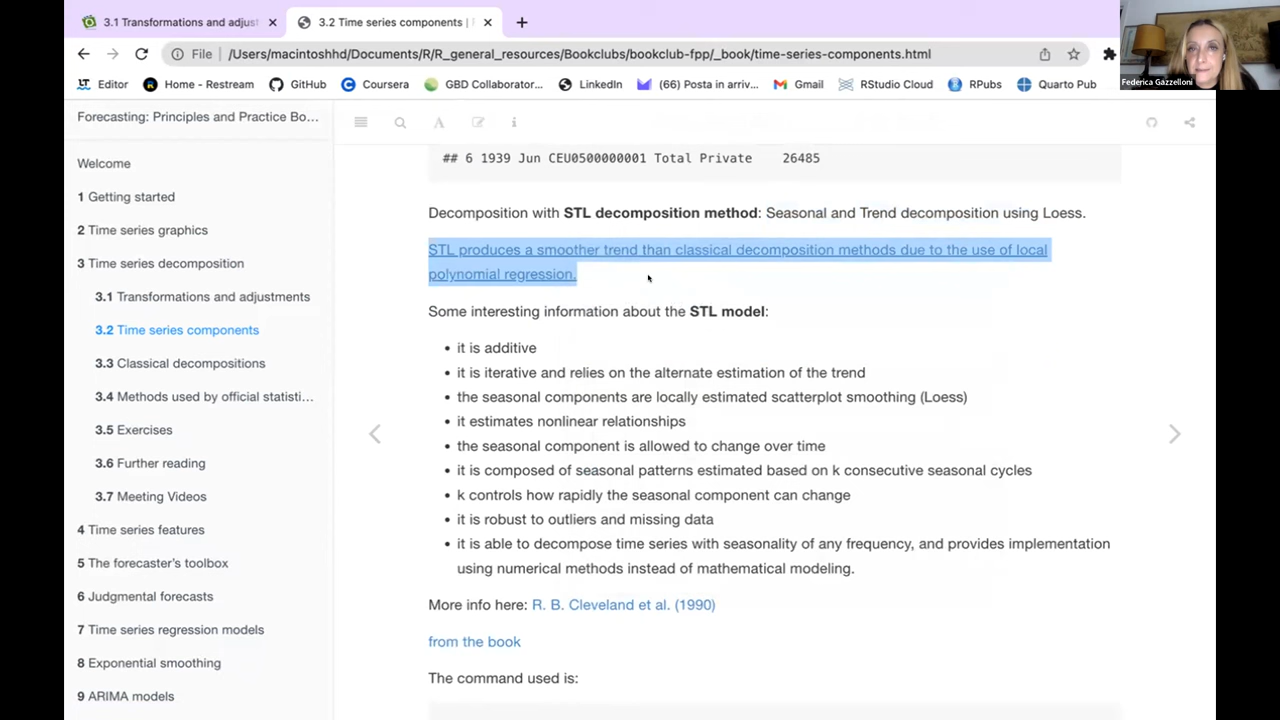 3.1 Transformations and adjust
3.2 Time series components |
File /Users/macintoshhd/Documents/R/R_general_resources/Bookclubs/bookclub-fpp/_book/time-series-components.html
Federica Gazzelloni
Editor Home - Restream GitHub Coursera GBD Collaborator... LinkedIn (66) Posta in arriv... Gmail RStudio Cloud RPubs Quarto Pub
Forecasting: Principles and Practice Bo...
Welcome
1 Getting started
2 Time series graphics
3 Time series decomposition
3.1 Transformations and adjustments
3.2 Time series components
3.3 Classical decompositions
3.4 Methods used by official statisti...
3.5 Exercises
3.6 Further reading
3.7 Meeting Videos
4 Time series features
5 The forecaster's toolbox
6 Judgmental forecasts
7 Time series regression models
8 Exponential smoothing
9 ARIMA models
## 6 1939 Jun CEU0500000001 Total Private 26485
Decomposition with STL decomposition method: Seasonal and Trend decomposition using Loess.
STL produces a smoother trend than classical decomposition methods due to the use of local
polynomial regression.
Some interesting information about the STL model:
• it is additive
• it is iterative and relies on the alternate estimation of the trend
• the seasonal components are locally estimated scatterplot smoothing (Loess)
• it estimates nonlinear relationships
• the seasonal component is allowed to change over time
• it is composed of seasonal patterns estimated based on k consecutive seasonal cycles
• k controls how rapidly the seasonal component can change
• it is robust to outliers and missing data
• it is able to decompose time series with seasonality of any frequency, and provides implementation
using numerical methods instead of mathematical modeling.
More info here: R. B. Cleveland et al. (1990)
from the book
The command used is: